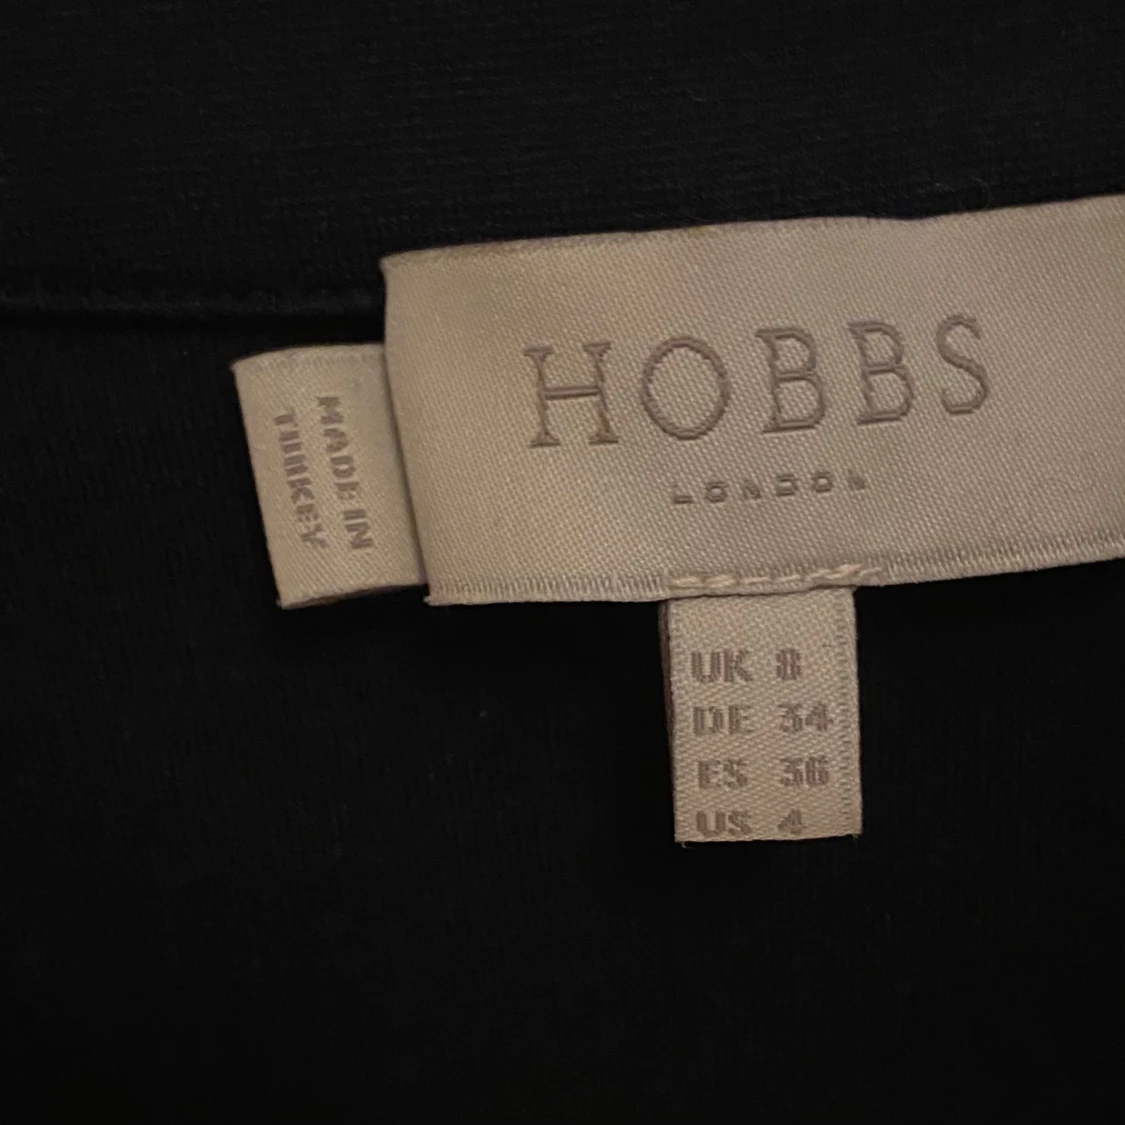 HOBBS
LONDON
MADE IN
TURKEY
UK 8
DE 34
ES 36
US 4